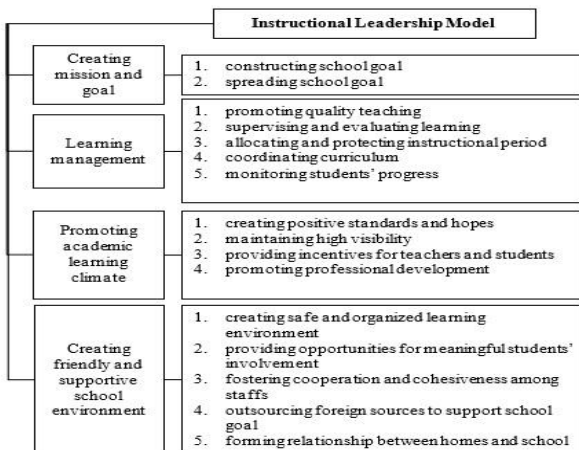 Instructional Leadership Model
Creating
mission and
goal
1. constructing school goal
2. spreading school goal
Learning
management
1. promoting quality teaching
2. supervising and evaluating learning
3. allocating and protecting instructional period
4. coordinating curriculum
5. monitoring students' progress
Promoting
academic
learning
climate
1. creating positive standards and hopes
2. maintaining high visibility
3. providing incentives for teachers and students
4. promoting professional development
Creating
friendly and
supportive
school
environment
1. creating safe and organized learning
environment
2. providing opportunities for meaningful students'
involvement
3. fostering cooperation and cohesiveness among
staffs
4. outsourcing foreign sources to support school
goal
5. forming relationship between homes and school